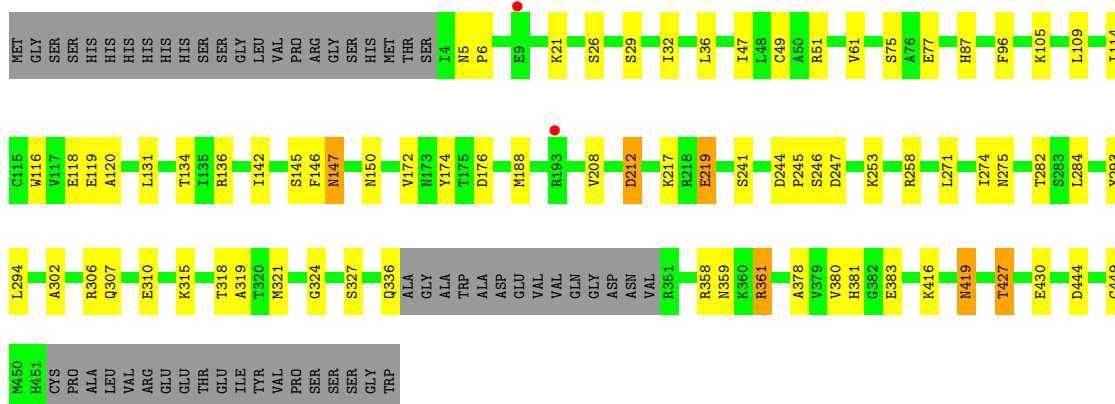 MET GLY SER SER HIS HIS HIS HIS HIS HIS SER SER GLY LEU VAL PRO ARG GLY SER HIS MET THR SER I4 N5 P6 E9 K21 S26 S29 I32 L36 I47 L48 C49 A50 R51 V61 S75 A76 E77 H87 F96 K105 L109 I114
C115 W116 V117 E118 E119 A120 L131 T134 I135 R136 I142 S145 F146 N147 N150 V172 N173 Y174 T175 D176 M188 R193 V208 D212 K217 R218 E219 S241 D244 P245 S246 D247 K253 R258 L271 I274 N275 T282 S283 L284
L294 A302 R306 Q307 E310 K315 T318 A319 T320 M321 G324 S327 Q336 ALA GLY ALA TRP ALA ASP GLU VAL VAL GLN GLY ASP ASN VAL R351 R358 N359 K360 R361 A378 V379 V380 H381 G382 E383 K416 N419 T427 E430 D444
M450 H451 CYS PRO ALA LEU VAL ARG GLU GLU THR GLU ILE TYR VAL PRO SER SER SER GLY TRP